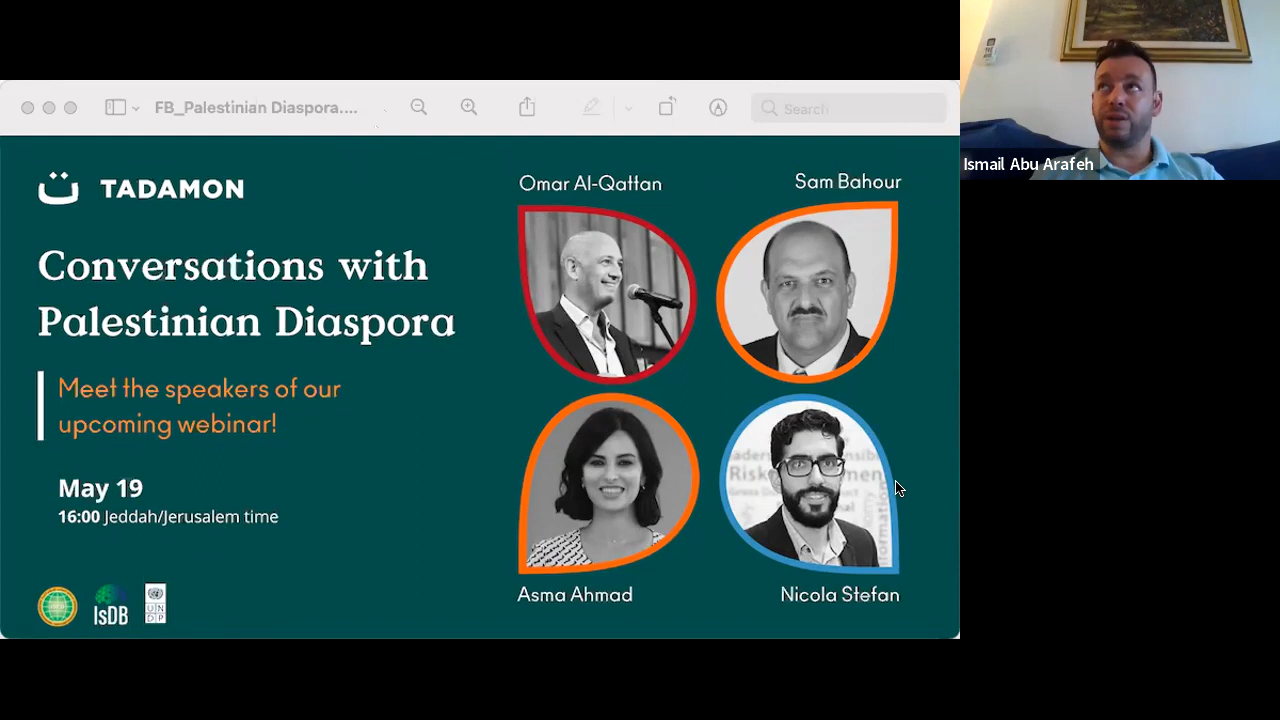 FB_Palestinian Diaspora....
Search
TADAMON
Conversations with
Palestinian Diaspora
Meet the speakers of our
upcoming webinar!
May 19
16:00 Jeddah/Jerusalem time
IsDB
U N
D P
Omar Al-Qattan
Sam Bahour
Asma Ahmad
Nicola Stefan
Risk
Ismail Abu Arafeh